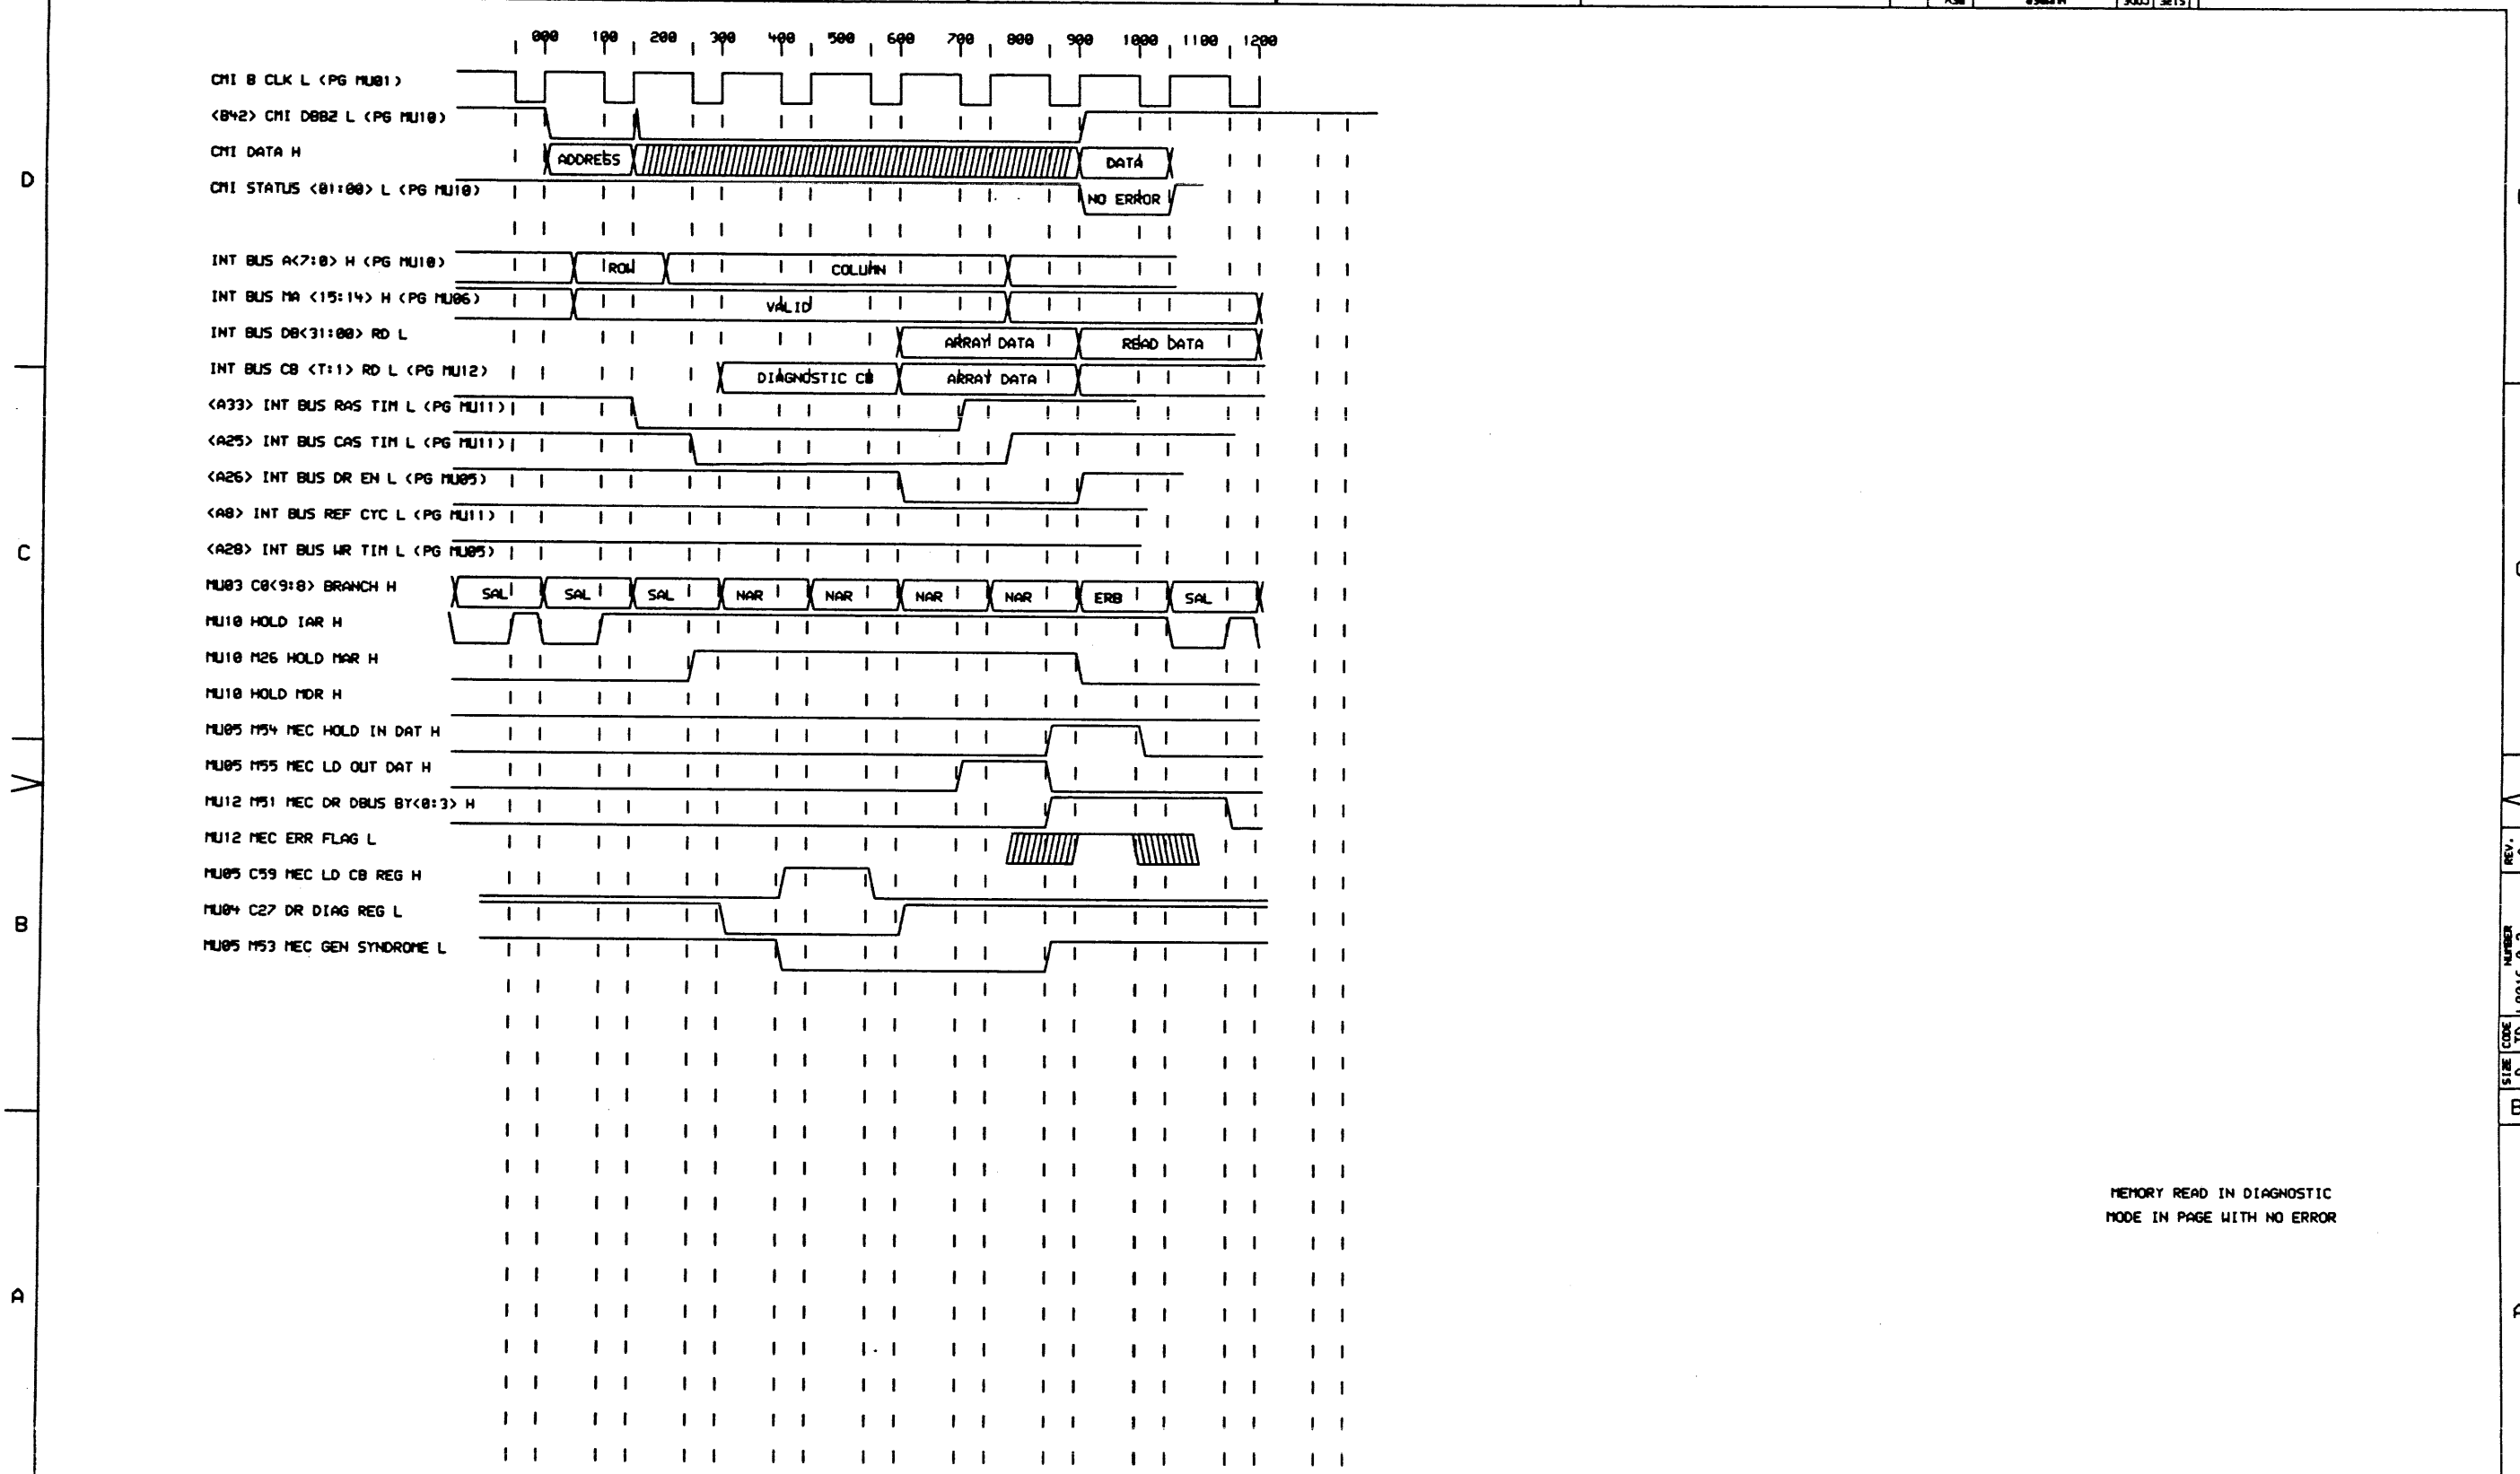 000 100 200 300 400 500 600 700 800 900 1000 1100 1200
CMI B CLK L (PG MU01)
<B42> CMI DBBZ L (PG MU10)
CMI DATA H ADDRESS DATA
D
CMI STATUS <01:00> L (PG MU10) NO ERROR
INT BUS A<7:0> H (PG MU10) ROW COLUMN
INT BUS MA <15:14> H (PG MU06) VALID
INT BUS DB<31:00> RD L ARRAY DATA READ DATA
INT BUS CB <T:1> RD L (PG MU12) DIAGNOSTIC CB ARRAY DATA
<A33> INT BUS RAS TIM L (PG MU11)
<A25> INT BUS CAS TIM L (PG MU11)
<A26> INT BUS DR EN L (PG MU05)
<A8> INT BUS REF CYC L (PG MU11)
C
<A28> INT BUS WR TIM L (PG MU05)
MU03 C0<9:8> BRANCH H SAL SAL SAL NAR NAR NAR NAR ERB SAL
MU10 HOLD IAR H
MU10 M26 HOLD MAR H
MU10 HOLD MDR H
MU05 M54 MEC HOLD IN DAT H
MU05 M55 MEC LD OUT DAT H
MU12 M51 MEC DR DBUS BY<0:3> H
MU12 MEC ERR FLAG L
REV.
MU05 C59 MEC LD CB REG H
MU04 C27 DR DIAG REG L
B
MU05 M53 MEC GEN SYNDROME L
NUMBER
CODE
SIZE
MEMORY READ IN DIAGNOSTIC
MODE IN PAGE WITH NO ERROR
A